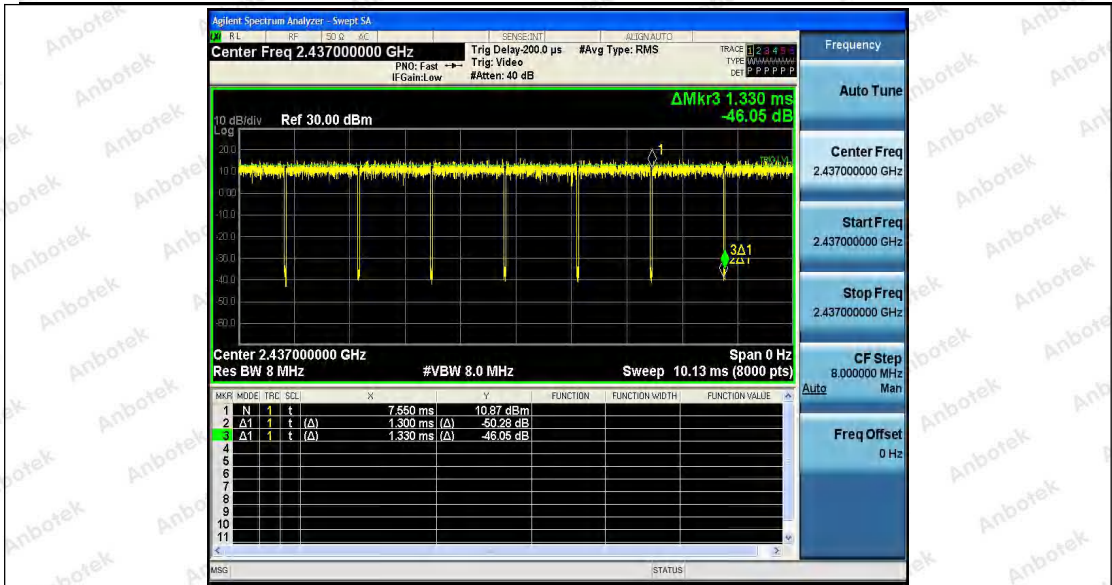 Agilent Spectrum Analyzer - Swept SA
RL RF 50 Ω AC SENSE:INT ALIGNAUTO
Center Freq 2.437000000 GHz
PNO: Fast
IFGain:Low
Trig Delay-200.0 µs
Trig: Video
#Atten: 40 dB
#Avg Type: RMS
TRACE 1 2 3 4 5 6
TYPE
DET P P P P P P
ΔMkr3 1.330 ms
-46.05 dB
10 dB/div Ref 30.00 dBm
Log
20.0
10.0
0.00
-10.0
-20.0
-30.0
-40.0
-50.0
-60.0
1
TRIG LVL
3Δ1
2Δ1
Center 2.437000000 GHz Span 0 Hz
Res BW 8 MHz #VBW 8.0 MHz Sweep 10.13 ms (8000 pts)
MKR MODE TRC SCL X Y FUNCTION FUNCTION WIDTH FUNCTION VALUE
1 N 1 t 7.550 ms 10.87 dBm
2 Δ1 1 t (Δ) 1.300 ms (Δ) -50.28 dB
3 Δ1 1 t (Δ) 1.330 ms (Δ) -46.05 dB
4
5
6
7
8
9
10
11
MSG STATUS
Frequency
Auto Tune
Center Freq
2.437000000 GHz
Start Freq
2.437000000 GHz
Stop Freq
2.437000000 GHz
CF Step
8.000000 MHz
Auto Man
Freq Offset
0 Hz
Anbotek